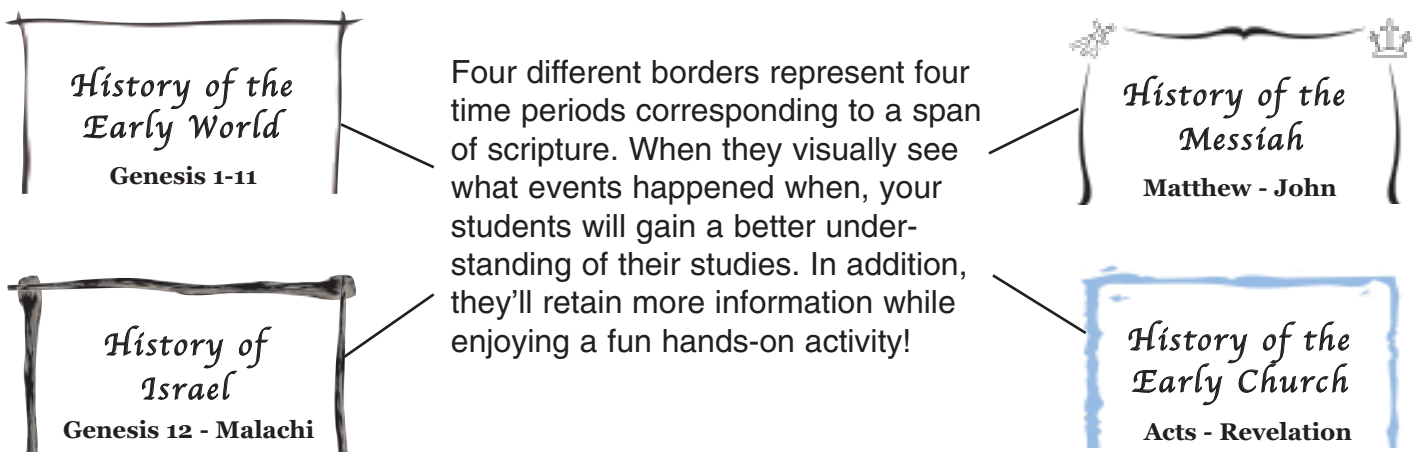 History of the
Early World
Genesis 1-11
History of
Israel
Genesis 12 - Malachi
Four different borders represent four
time periods corresponding to a span
of scripture. When they visually see
what events happened when, your
students will gain a better under-
standing of their studies. In addition,
they’ll retain more information while
enjoying a fun hands-on activity!
History of the
Messiah
Matthew - John
History of the
Early Church
Acts - Revelation